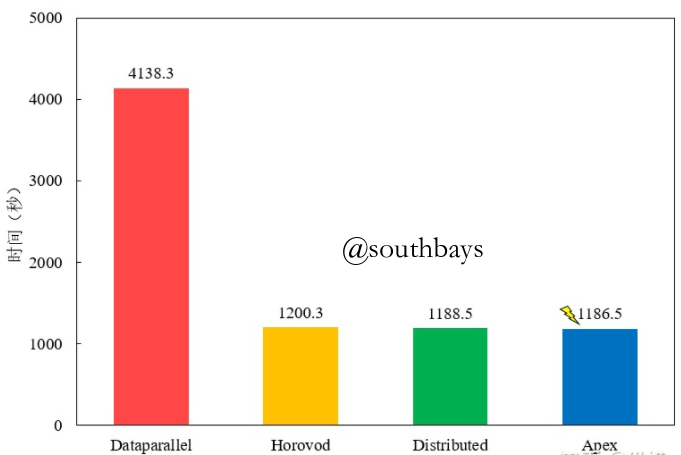 5000
4138.3
4000
3000
时间（秒）
@southbays
2000
1200.3
1188.5
1186.5
1000
0
Dataparallel
Horovod
Distributed
Apex